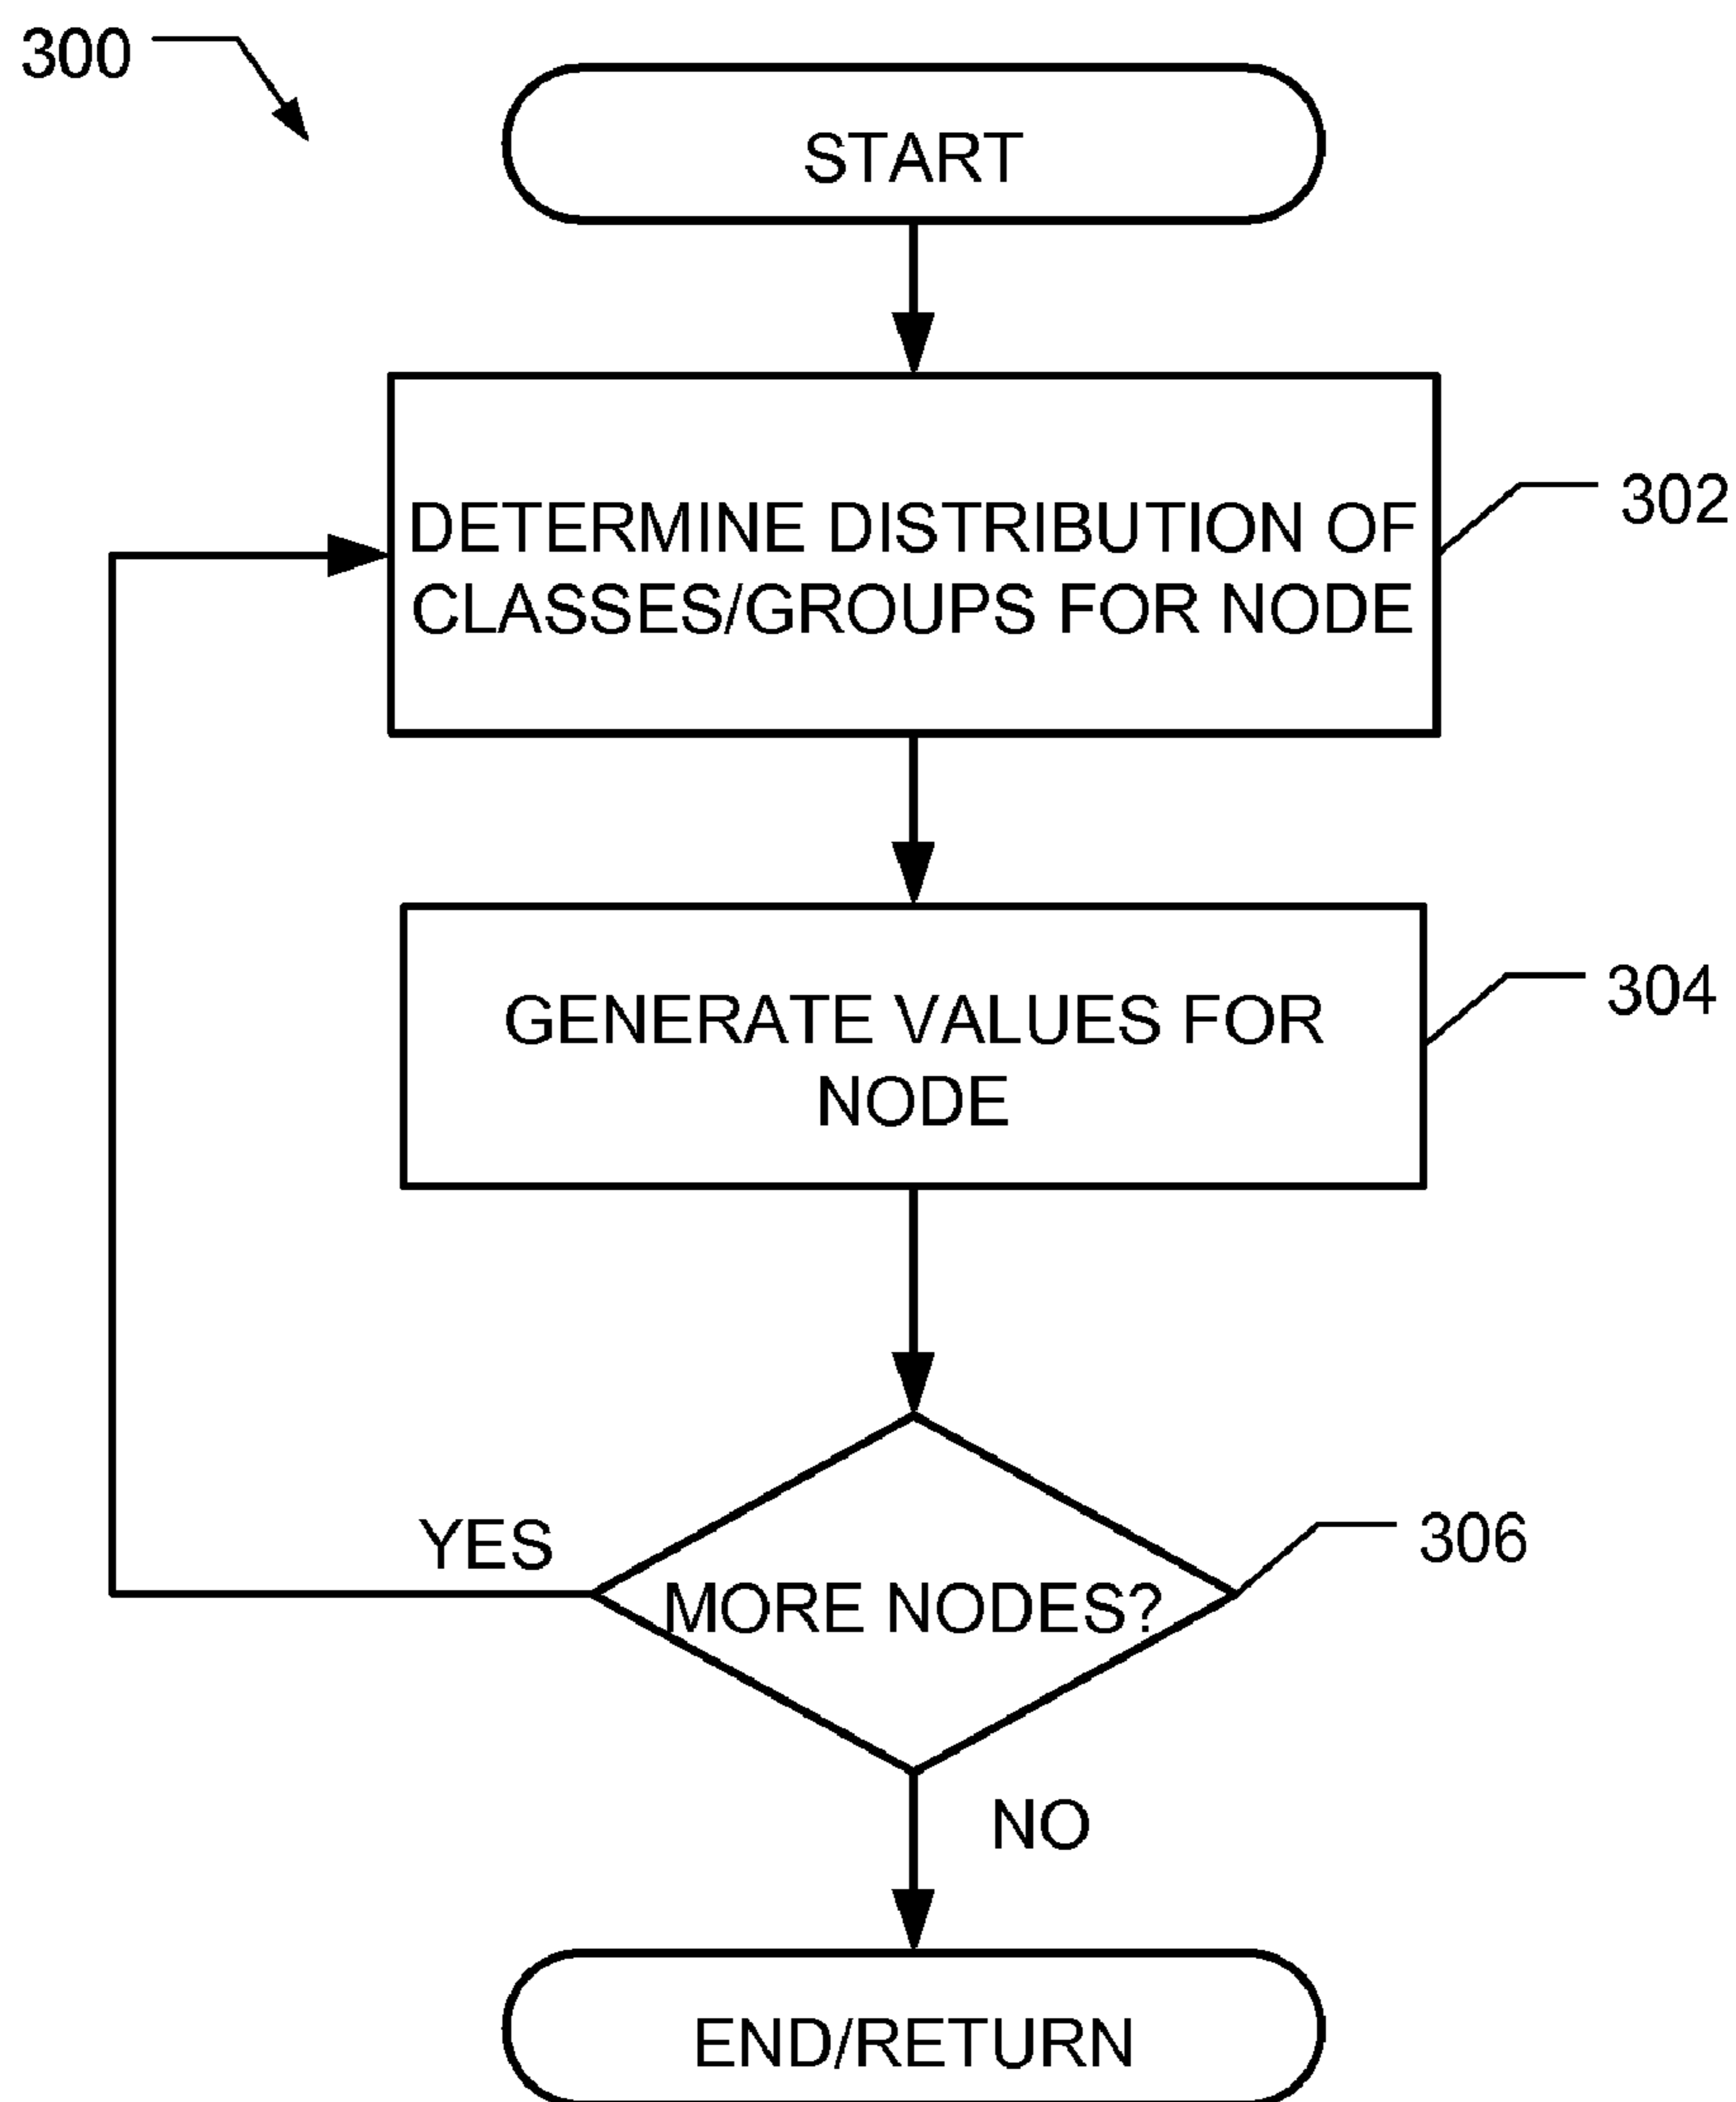 300
START
DETERMINE DISTRIBUTION OF
CLASSES/GROUPS FOR NODE
302
GENERATE VALUES FOR
NODE
304
YES
MORE NODES?
306
NO
END/RETURN